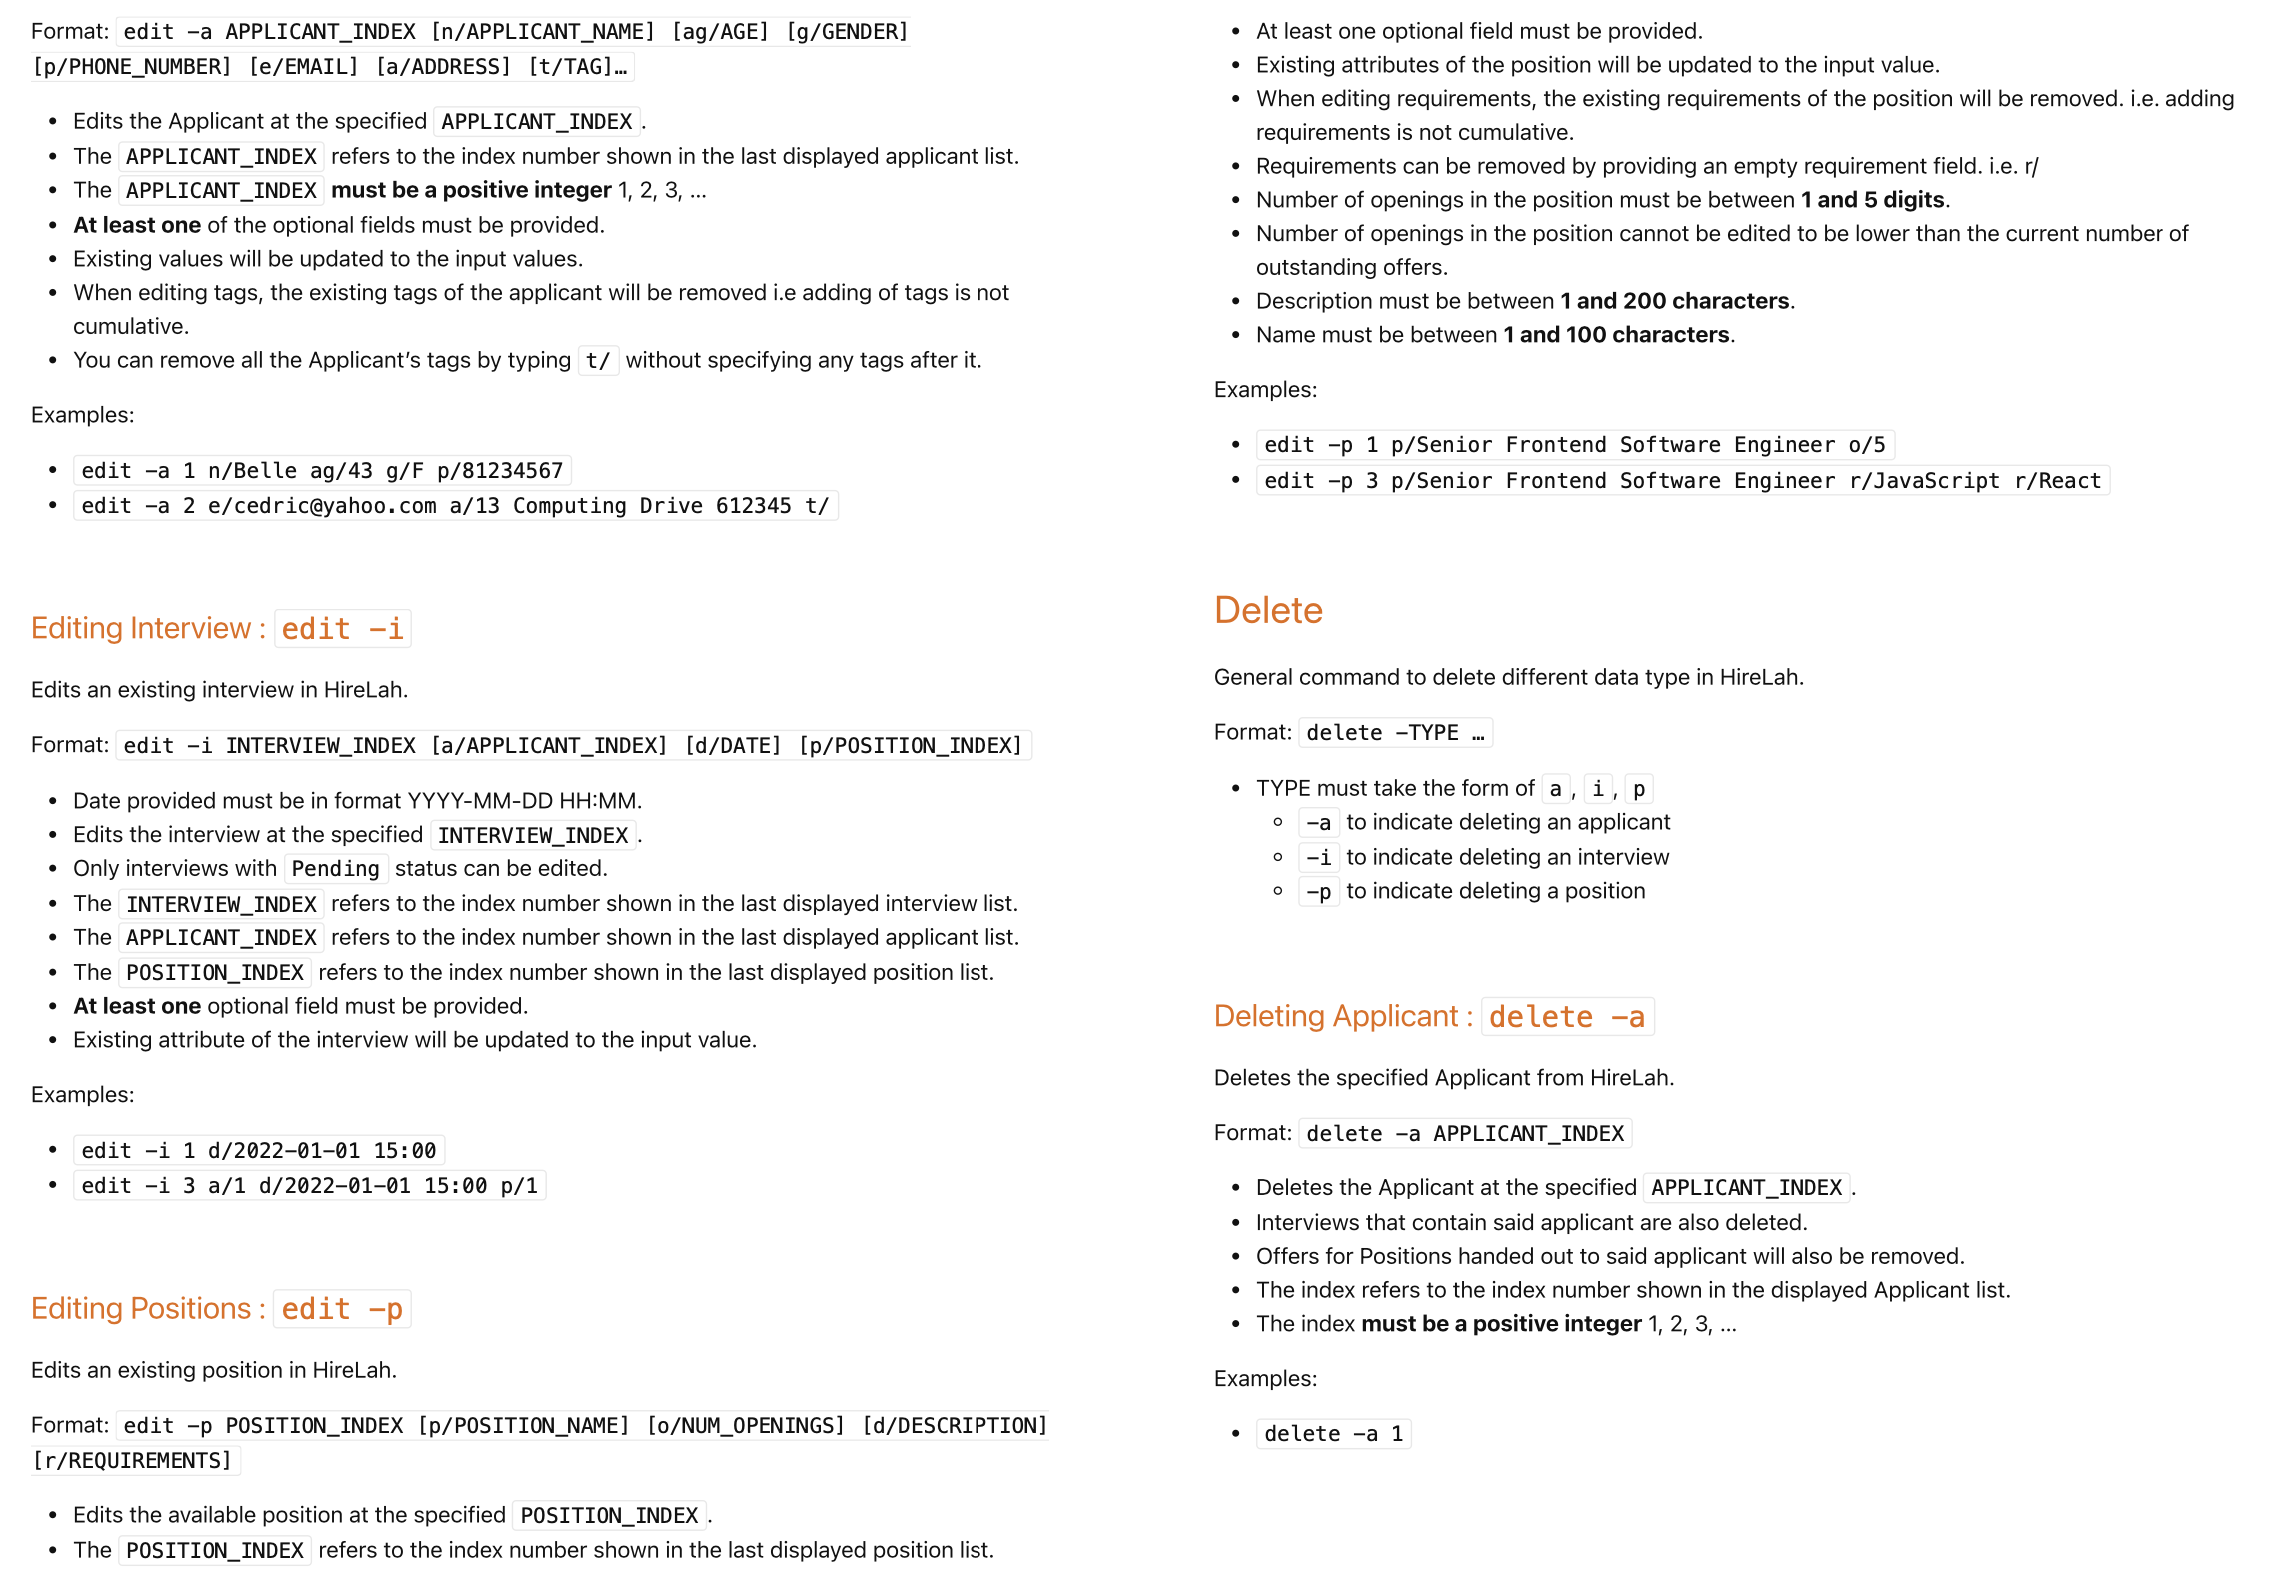 Format: edit -a APPLICANT_INDEX [n/APPLICANT_NAME] [ag/AGE] [g/GENDER]
[p/PHONE_NUMBER] [e/EMAIL] [a/ADDRESS] [t/TAG]…
• Edits the Applicant at the specified APPLICANT_INDEX.
• The APPLICANT_INDEX refers to the index number shown in the last displayed applicant list.
• The APPLICANT_INDEX must be a positive integer 1, 2, 3, …
• At least one of the optional fields must be provided.
• Existing values will be updated to the input values.
• When editing tags, the existing tags of the applicant will be removed i.e adding of tags is not
cumulative.
• You can remove all the Applicant’s tags by typing t/ without specifying any tags after it.
Examples:
• edit -a 1 n/Belle ag/43 g/F p/81234567
• edit -a 2 e/cedric@yahoo.com a/13 Computing Drive 612345 t/
Editing Interview : edit -i
Edits an existing interview in HireLah.
Format: edit -i INTERVIEW_INDEX [a/APPLICANT_INDEX] [d/DATE] [p/POSITION_INDEX]
• Date provided must be in format YYYY-MM-DD HH:MM.
• Edits the interview at the specified INTERVIEW_INDEX.
• Only interviews with Pending status can be edited.
• The INTERVIEW_INDEX refers to the index number shown in the last displayed interview list.
• The APPLICANT_INDEX refers to the index number shown in the last displayed applicant list.
• The POSITION_INDEX refers to the index number shown in the last displayed position list.
• At least one optional field must be provided.
• Existing attribute of the interview will be updated to the input value.
Examples:
• edit -i 1 d/2022-01-01 15:00
• edit -i 3 a/1 d/2022-01-01 15:00 p/1
Editing Positions : edit -p
Edits an existing position in HireLah.
Format: edit -p POSITION_INDEX [p/POSITION_NAME] [o/NUM_OPENINGS] [d/DESCRIPTION]
[r/REQUIREMENTS]
• Edits the available position at the specified POSITION_INDEX.
• The POSITION_INDEX refers to the index number shown in the last displayed position list.
• At least one optional field must be provided.
• Existing attributes of the position will be updated to the input value.
• When editing requirements, the existing requirements of the position will be removed. i.e. adding
requirements is not cumulative.
• Requirements can be removed by providing an empty requirement field. i.e. r/
• Number of openings in the position must be between 1 and 5 digits.
• Number of openings in the position cannot be edited to be lower than the current number of
outstanding offers.
• Description must be between 1 and 200 characters.
• Name must be between 1 and 100 characters.
Examples:
• edit -p 1 p/Senior Frontend Software Engineer o/5
• edit -p 3 p/Senior Frontend Software Engineer r/JavaScript r/React
Delete
General command to delete different data type in HireLah.
Format: delete -TYPE …
• TYPE must take the form of a, i, p
◦ -a to indicate deleting an applicant
◦ -i to indicate deleting an interview
◦ -p to indicate deleting a position
Deleting Applicant : delete -a
Deletes the specified Applicant from HireLah.
Format: delete -a APPLICANT_INDEX
• Deletes the Applicant at the specified APPLICANT_INDEX.
• Interviews that contain said applicant are also deleted.
• Offers for Positions handed out to said applicant will also be removed.
• The index refers to the index number shown in the displayed Applicant list.
• The index must be a positive integer 1, 2, 3, …
Examples:
• delete -a 1